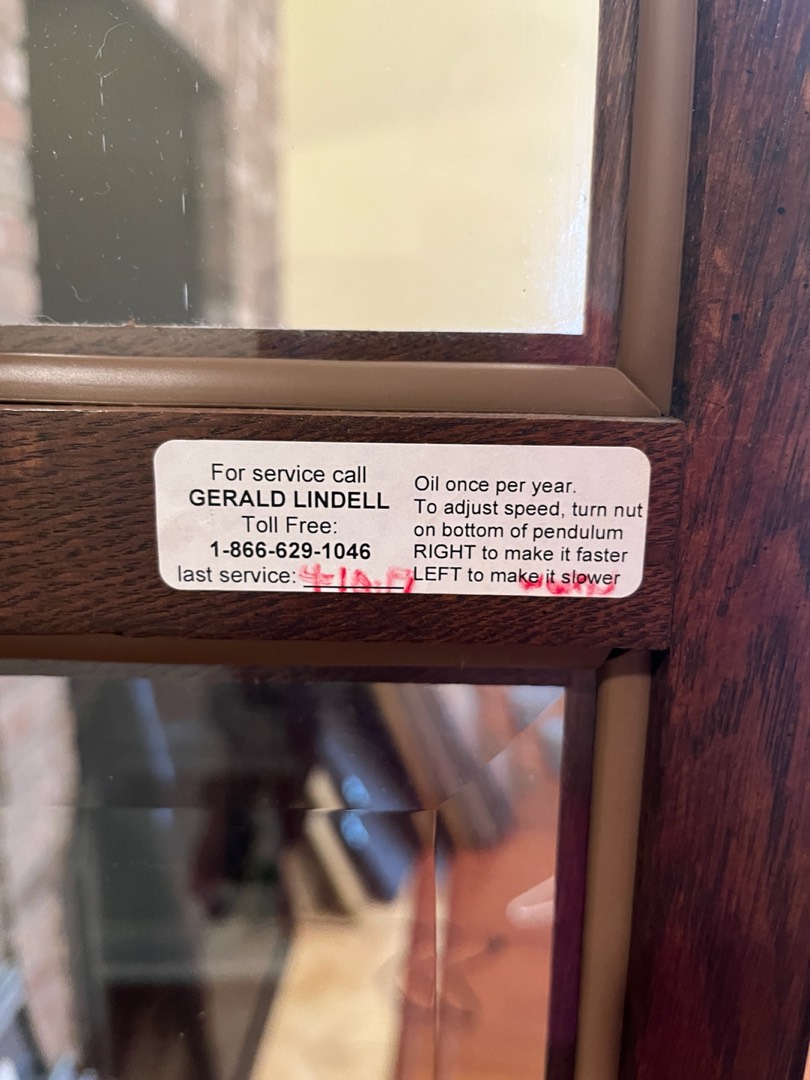 For service call
GERALD LINDELL
Toll Free:
1-866-629-1046
last service:
Oil once per year.
To adjust speed, turn nut
on bottom of pendulum
RIGHT to make it faster
LEFT to make it slower